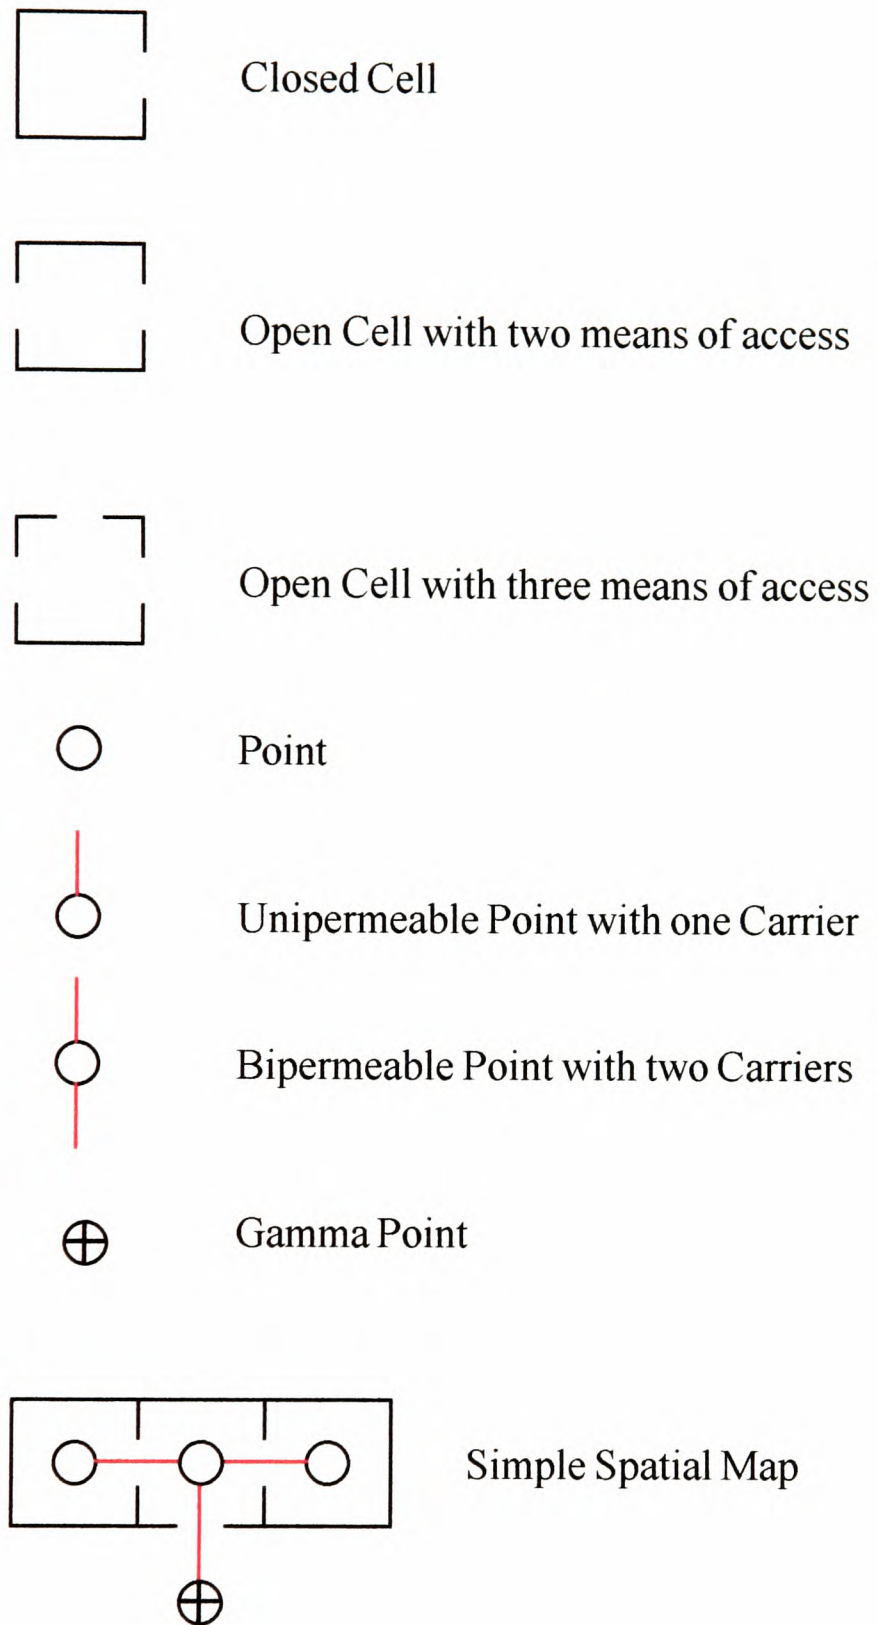 Closed Cell
Open Cell with two means of access
Open Cell with three means of access
Point
Unipermeable Point with one Carrier
Bipermeable Point with two Carriers
Gamma Point
Simple Spatial Map